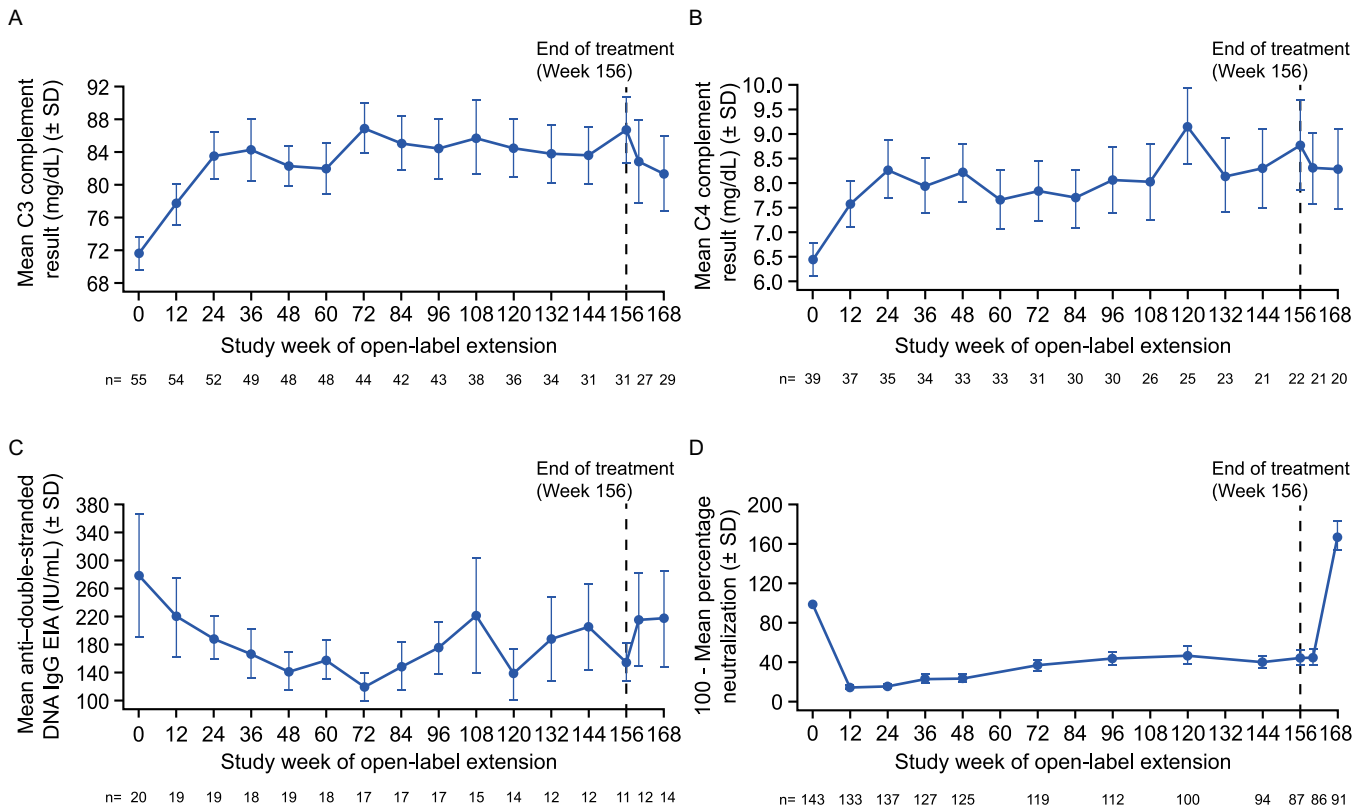 A
End of treatment
(Week 156)
Mean C3 complement
result (mg/dL) (± SD)
92
88
84
80
76
72
68
0 12 24 36 48 60 72 84 96 108 120 132 144 156 168
Study week of open-label extension
n= 55 54 52 49 48 48 44 42 43 38 36 34 31 31 27 29
B
End of treatment
(Week 156)
Mean C4 complement
result (mg/dL) (± SD)
10.0
9.5
9.0
8.5
8.0
7.5
7.0
6.5
6.0
0 12 24 36 48 60 72 84 96 108 120 132 144 156 168
Study week of open-label extension
n= 39 37 35 34 33 33 31 30 30 26 25 23 21 22 21 20
C
End of treatment
(Week 156)
Mean anti–double-stranded
DNA IgG EIA (IU/mL) (± SD)
380
340
300
260
220
180
140
100
0 12 24 36 48 60 72 84 96 108 120 132 144 156 168
Study week of open-label extension
n= 20 19 19 18 19 18 17 17 17 15 14 12 12 11 12 14
D
End of treatment
(Week 156)
100 - Mean percentage
neutralization (± SD)
200
160
120
80
40
0
0 12 24 36 48 60 72 84 96 108 120 132 144 156 168
Study week of open-label extension
n= 143 133 137 127 125 119 112 100 94 87 86 91